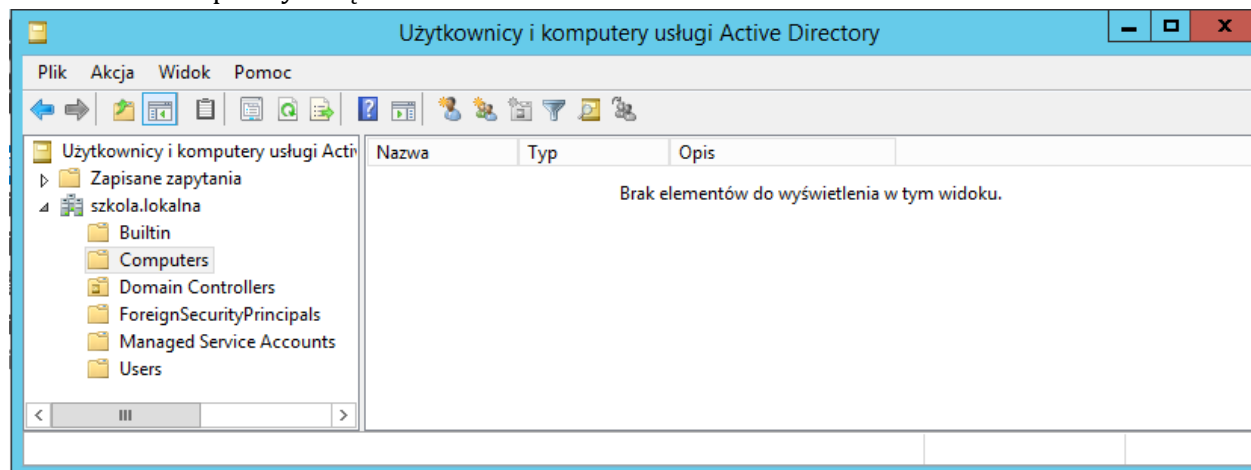 Użytkownicy i komputery usługi Active Directory
Plik Akcja Widok Pomoc
Użytkownicy i komputery usługi Activ
Nazwa Typ Opis
Zapisane zapytania
Brak elementów do wyświetlenia w tym widoku.
szkola.lokalna
Builtin
Computers
Domain Controllers
ForeignSecurityPrincipals
Managed Service Accounts
Users